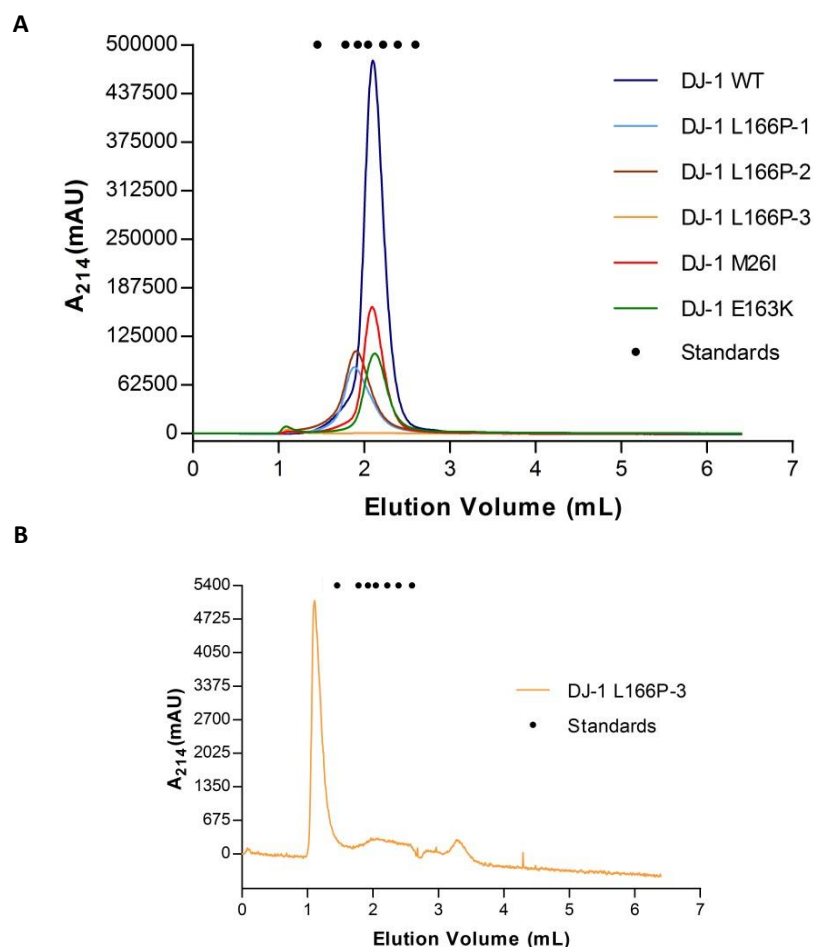 A
500000
437500
375000
312500
250000
187500
125000
62500
0
A214(mAU)
0 1 2 3 4 5 6 7
Elution Volume (mL)
DJ-1 WT
DJ-1 L166P-1
DJ-1 L166P-2
DJ-1 L166P-3
DJ-1 M26I
DJ-1 E163K
Standards
B
5400
4725
4050
3375
2700
2025
1350
675
0
A214(mAU)
0 1 2 3 4 5 6 7
Elution Volume (mL)
DJ-1 L166P-3
Standards